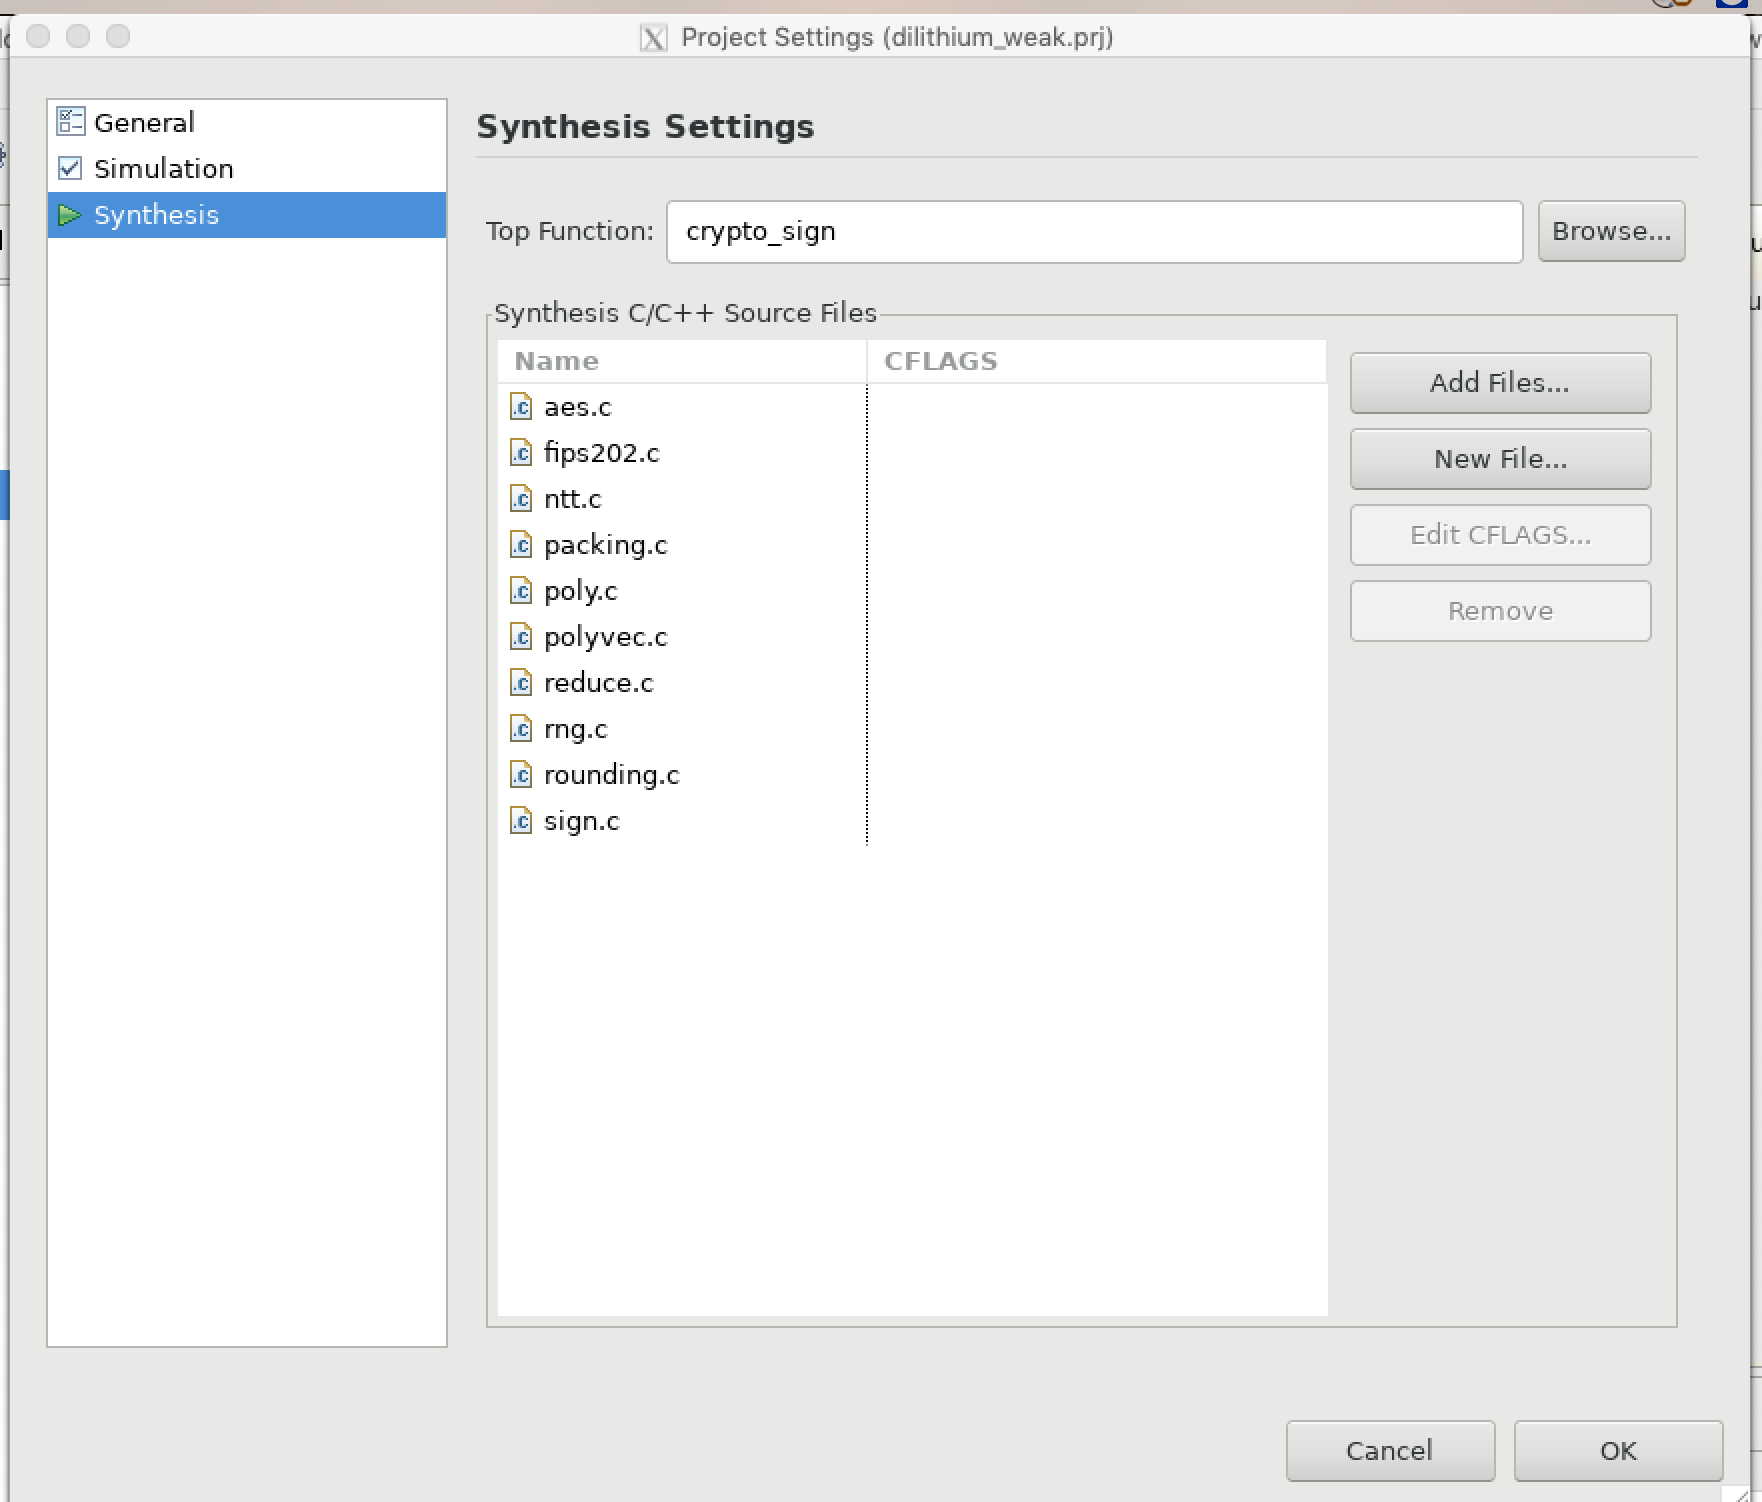 Project Settings (dilithium_weak.prj)
General
Simulation
Synthesis
Synthesis Settings
Top Function: crypto_sign Browse...
Synthesis C/C++ Source Files
Name CFLAGS
aes.c
fips202.c
ntt.c
packing.c
poly.c
polyvec.c
reduce.c
rng.c
rounding.c
sign.c
Add Files...
New File...
Edit CFLAGS...
Remove
Cancel OK